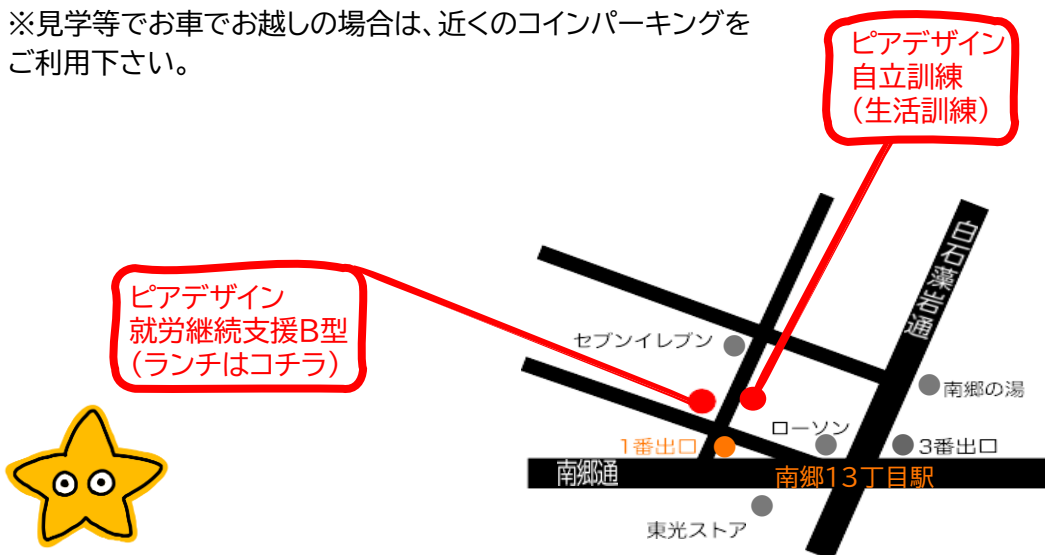 ※見学等でお車でお越しの場合は、近くのコインパーキングを
ご利用下さい。
ピアデザイン
自立訓練
（生活訓練）
白石藻岩通
ピアデザイン
就労継続支援B型
（ランチはコチラ）
セブンイレブン
南郷の湯
ローソン
1番出口
3番出口
南郷通
南郷13丁目駅
東光ストア